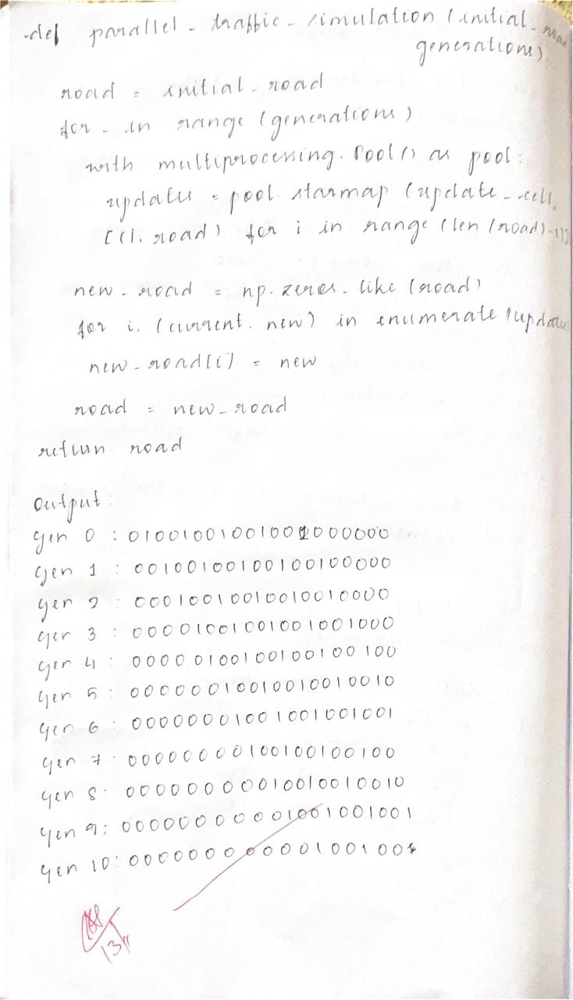 def parallel_traffic_simulation (initial_road
generations).
road = initial_road
for _ in range (generations)
with multiprocessing.Pool() as pool:
updates = pool.starmap (update_cell,
[(i, road) for i in range (len (road)-1)]
new_road = np.zeros_like (road)
for i, (current, new) in enumerate (updates
new_road[i] = new
road = new_road
return road
Output:
gen 0 : 01001001001001000000
gen 1 : 00100100100100100000
gen 2 : 00010010010010010000
gen 3 : 00001001001001001000
gen 4 : 00000100100100100100
gen 5 : 00000010010010010010
gen 6 : 00000001001001001001
gen 7 : 00000000100100100100
gen 8 : 00000000010010010010
gen 9 : 00000000001001001001
gen 10 : 0000000000001001001